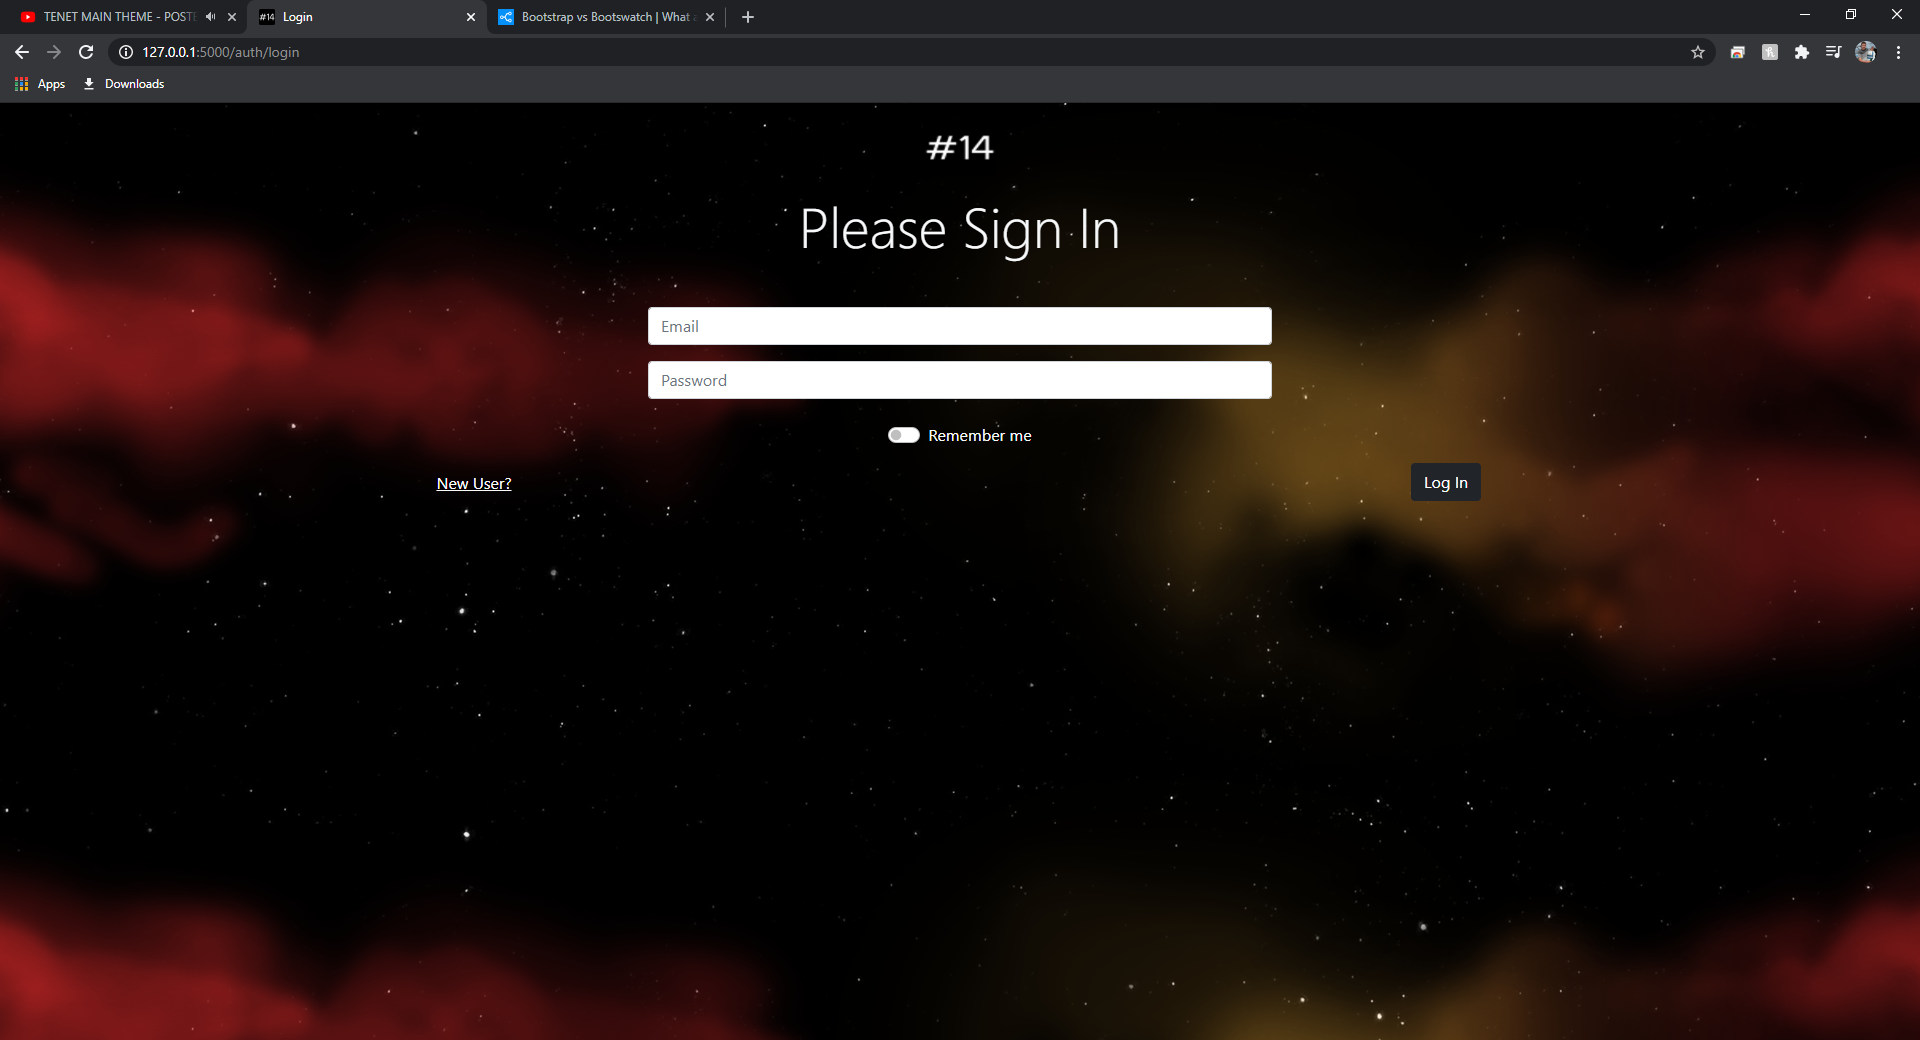 TENET MAIN THEME - POSTE
#14 Login
Bootstrap vs Bootswatch | What a
127.0.0.1:5000/auth/login
Apps
Downloads
#14
Please Sign In
Email
Password
Remember me
New User?
Log In